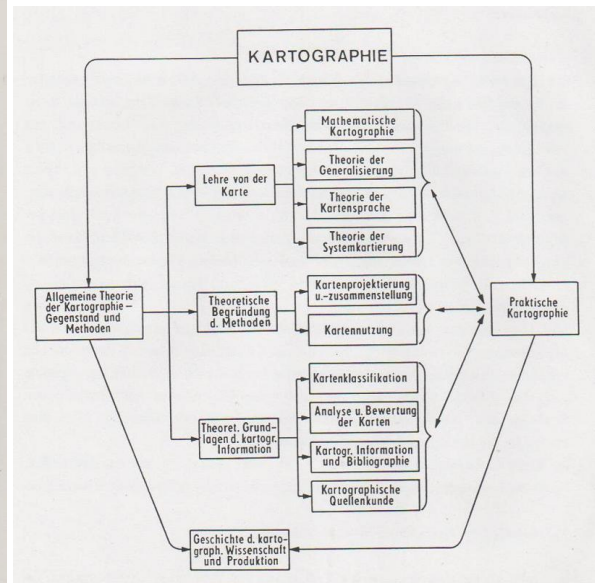 KARTOGRAPHIE
Mathematische
Kartographie
Theorie der
Generalisierung
Lehre von der
Karte
Theorie der
Kartensprache
Theorie der
Systemkartierung
Allgemeine Theorie
der Kartographie–
Gegenstand und
Methoden
Theoretische
Begründung
d. Methoden
Kartenprojektierung
u.-zusammenstellung
Kartennutzung
Praktische
Kartographie
Kartenklassifikation
Analyse u. Bewertung
der Karten
Theoret. Grund-
lagen d. kartogr.
Information
Kartogr. Information
und Bibliographie
Kartographische
Quellenkunde
Geschichte d. karto-
graph. Wissenschaft
und Produktion